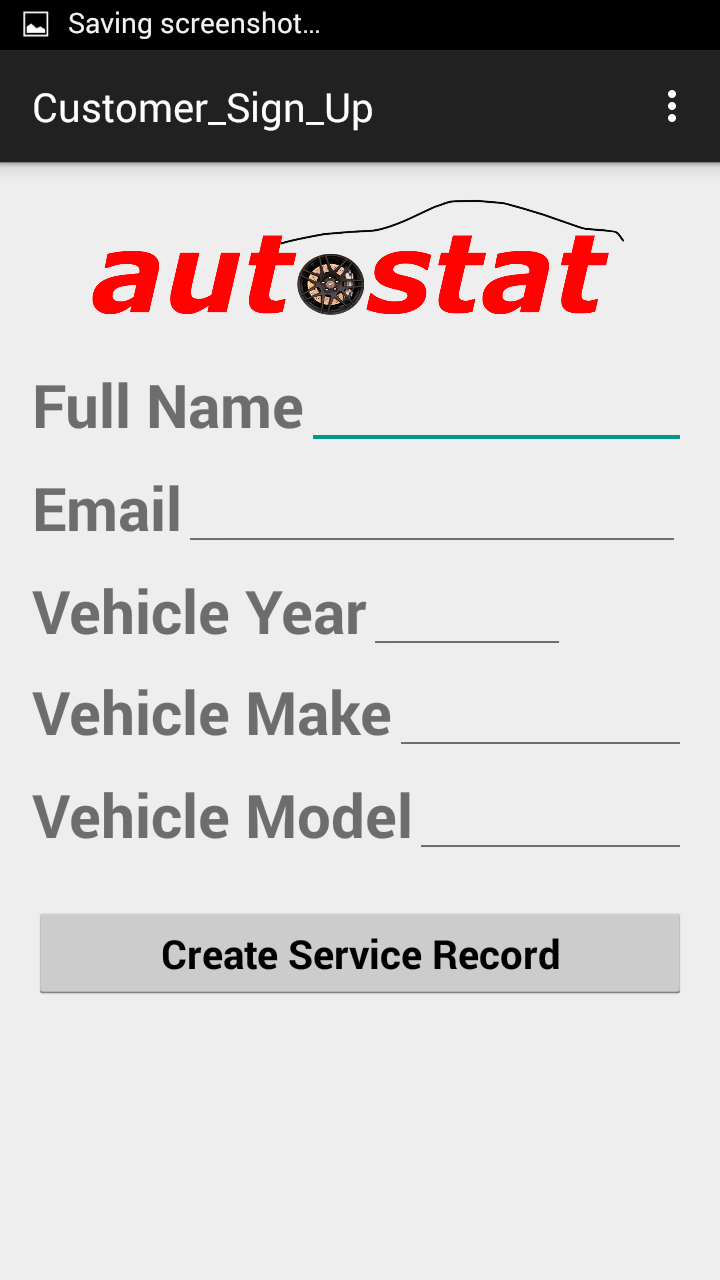 Saving screenshot...
Customer_Sign_Up
autostat
Full Name
Email
Vehicle Year
Vehicle Make
Vehicle Model
Create Service Record